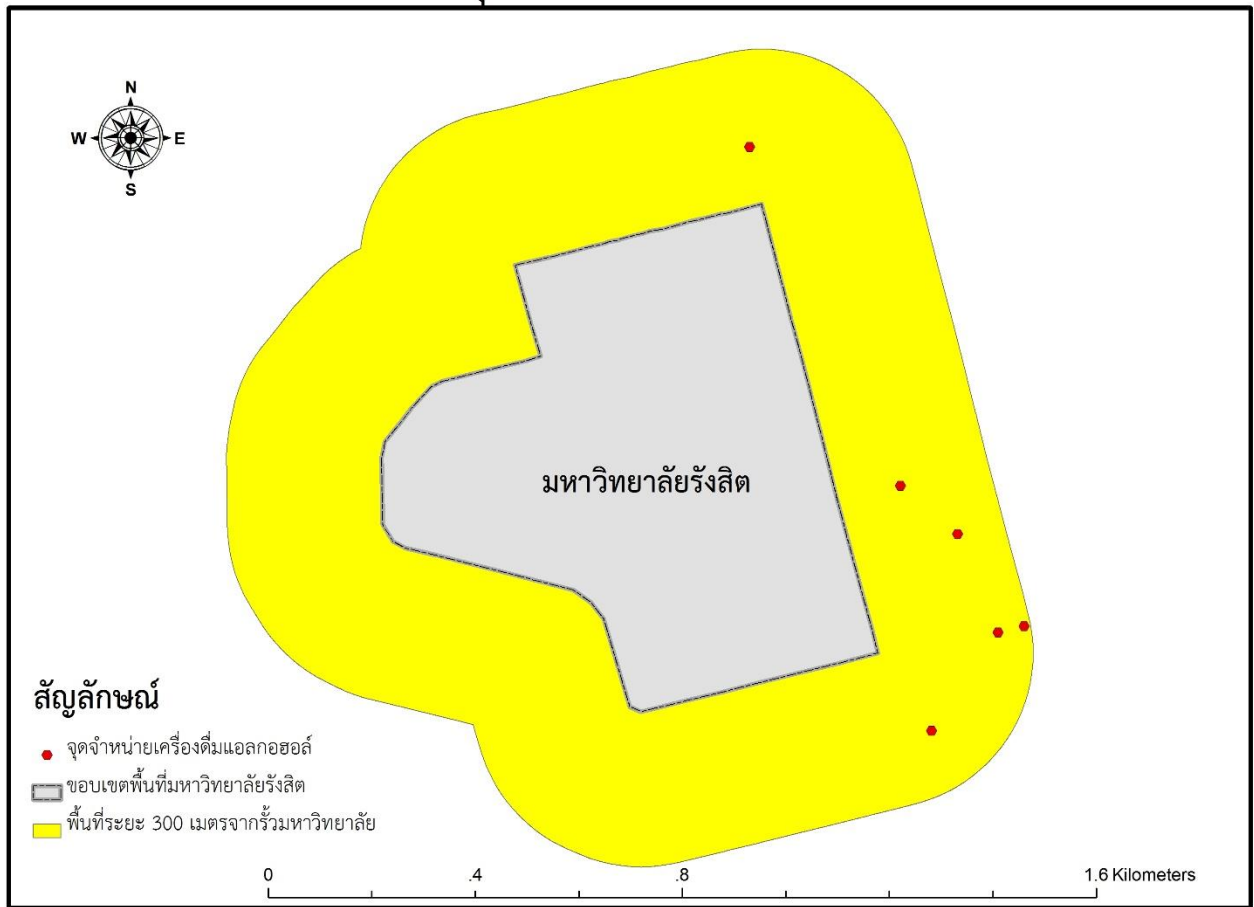 N
W E
S
มหาวิทยาลัยรังสิต
สัญลักษณ์
จุดจำหน่ายเครื่องดื่มแอลกอฮอล์
ขอบเขตพื้นที่มหาวิทยาลัยรังสิต
พื้นที่ระยะ 300 เมตรจากรั้วมหาวิทยาลัย
0 .4 .8 1.6 Kilometers